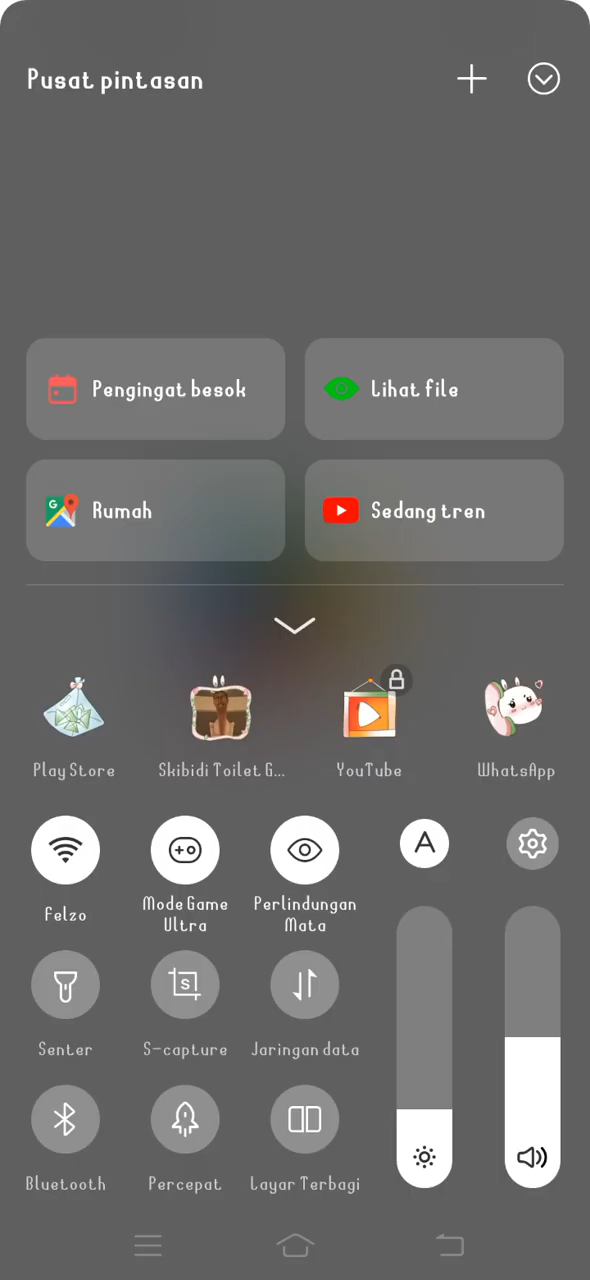 Pusat pintasan
Pengingat besok
Lihat file
G
Rumah
Sedang tren
Play Store
Skibidi Toilet G...
YouTube
WhatsApp
A
Felzo
Mode Game
Ultra
Perlindungan
Mata
S
Senter
S-capture
Jaringan data
Bluetooth
Percepat
Layar Terbagi